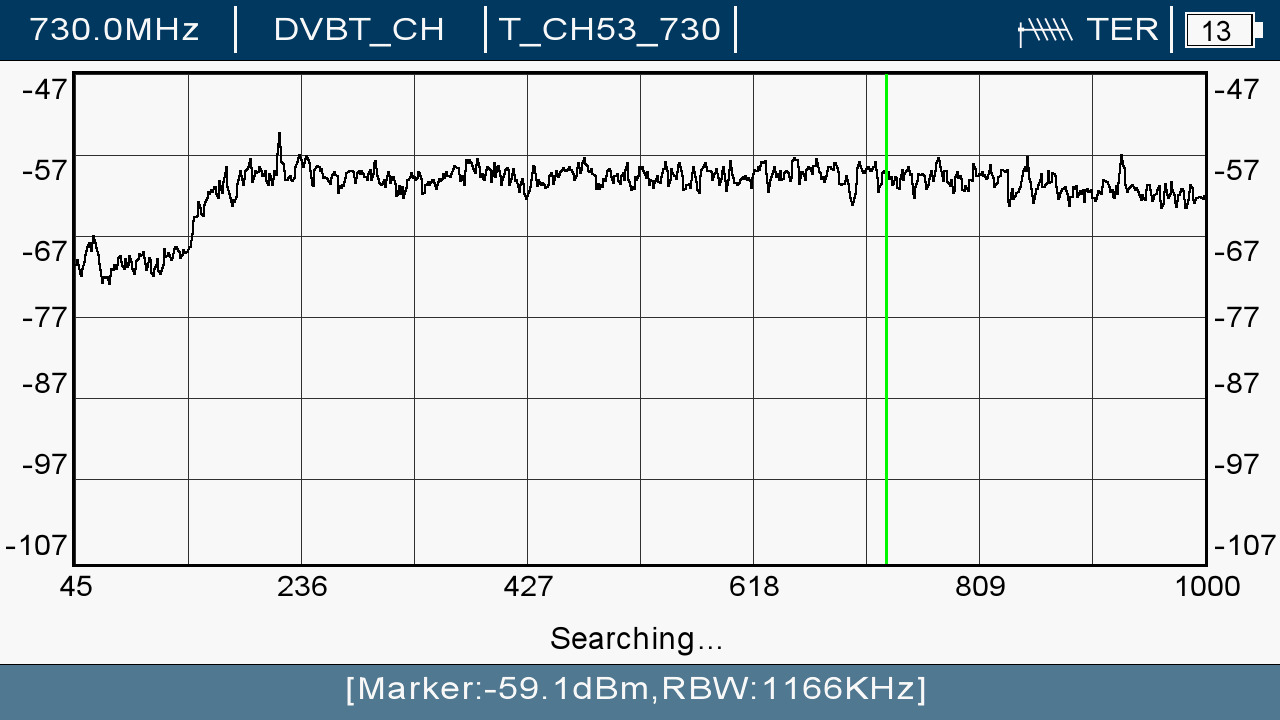 730.0MHz DVBT_CH T_CH53_730 TER 13
-47 -47
-57 -57
-67 -67
-77 -77
-87 -87
-97 -97
-107 -107
45 236 427 618 809 1000
Searching...
[Marker:-59.1dBm,RBW:1166KHz]